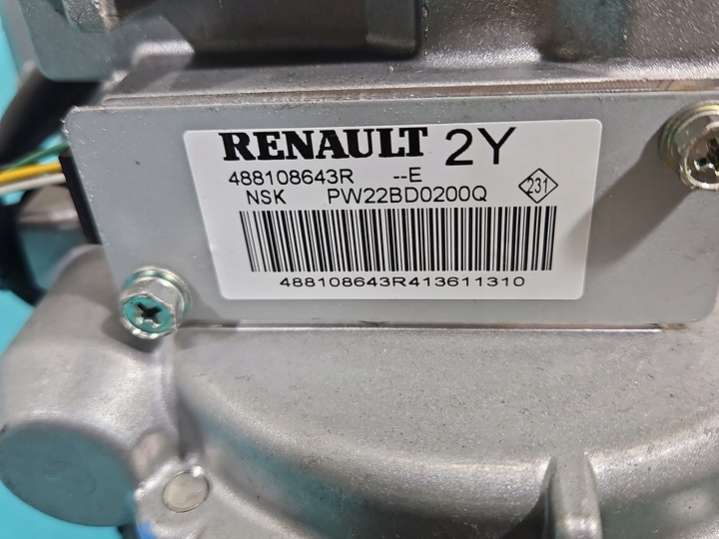 RENAULT 2Y
488108643R --E
NSK PW22BD0200Q 231
488108643R413611310